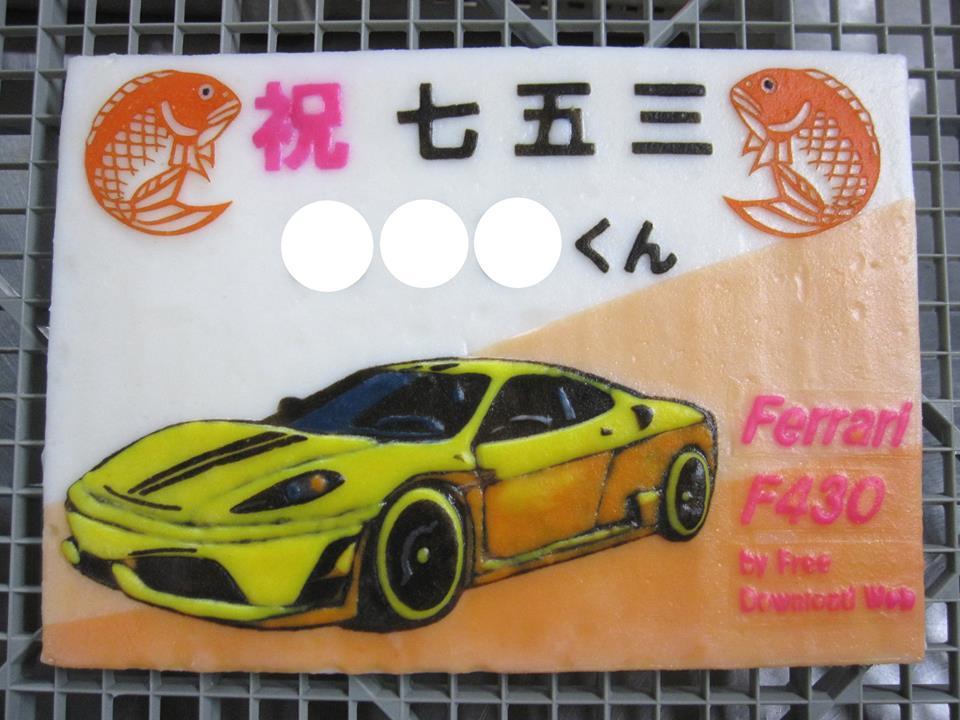 祝 七五三
くん
Ferrari
F430
by Free
Download Web